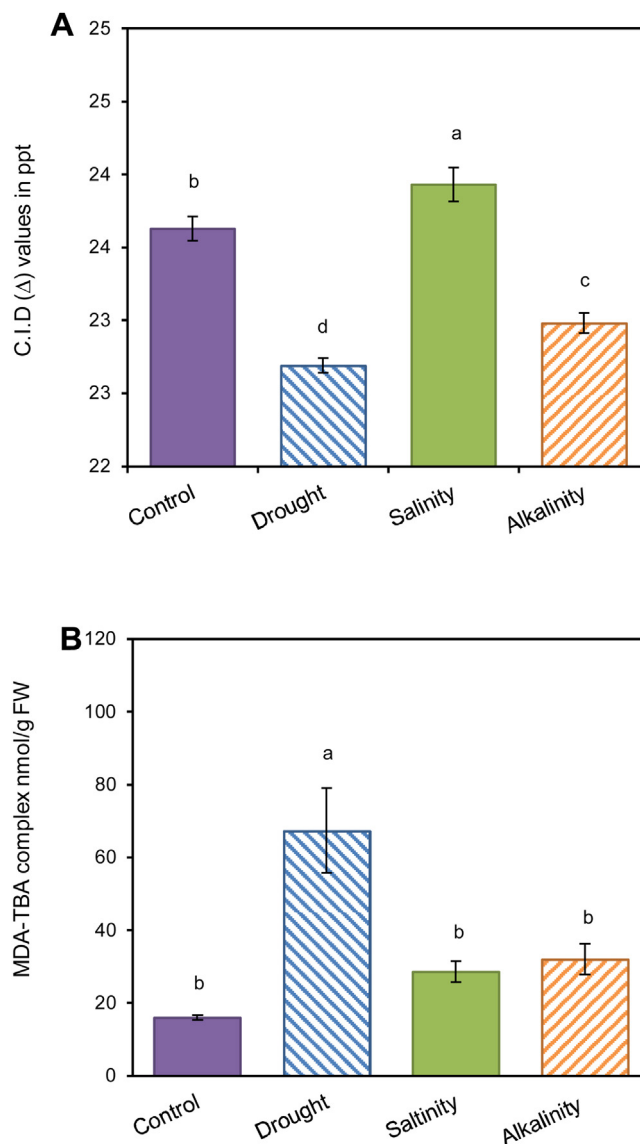 A
25
25
24
24
23
23
22
C.I.D (Δ) values in ppt
b
d
a
c
Control
Drought
Salinity
Alkalinity
B
120
100
80
60
40
20
0
MDA-TBA complex nmol/g FW
b
a
b
b
Control
Drought
Saltinity
Alkalinity